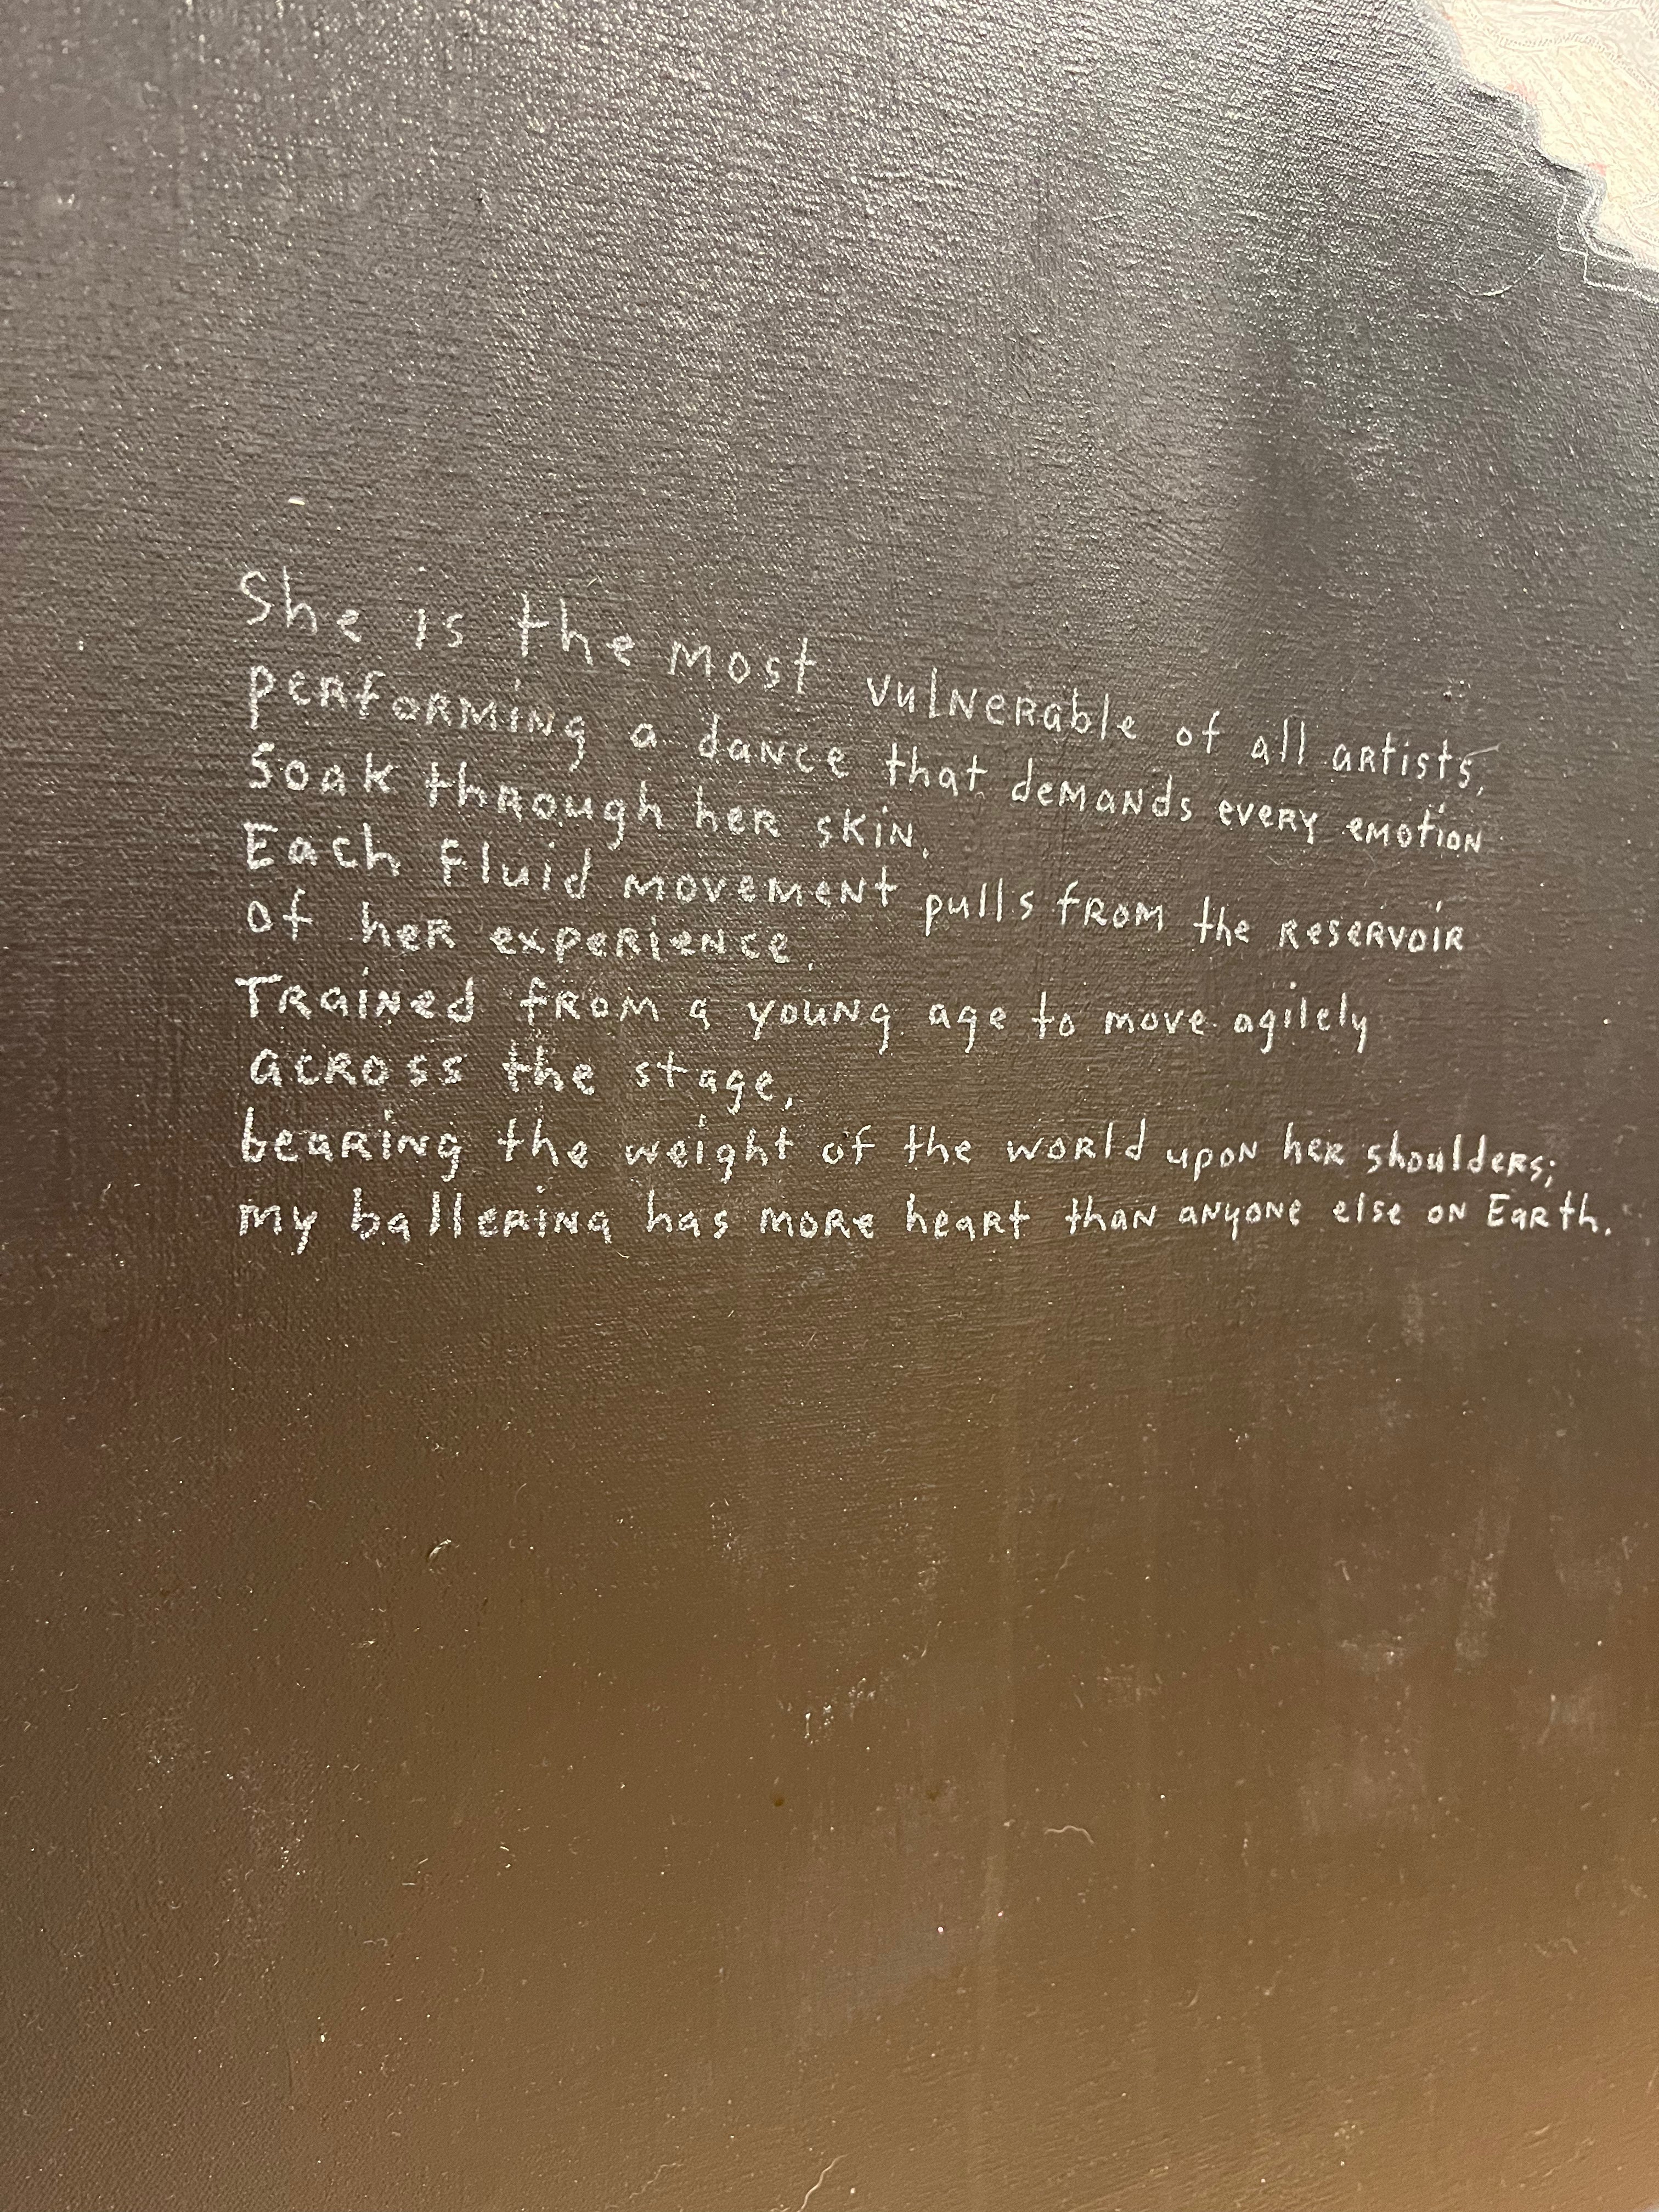 She is the most vulnerable of all artists,
performing a dance that demands every emotion
soak through her skin.
Each fluid movement pulls from the reservoir
of her experience.
Trained from a young age to move agilely
across the stage,
bearing the weight of the world upon her shoulders;
my ballerina has more heart than anyone else on Earth.